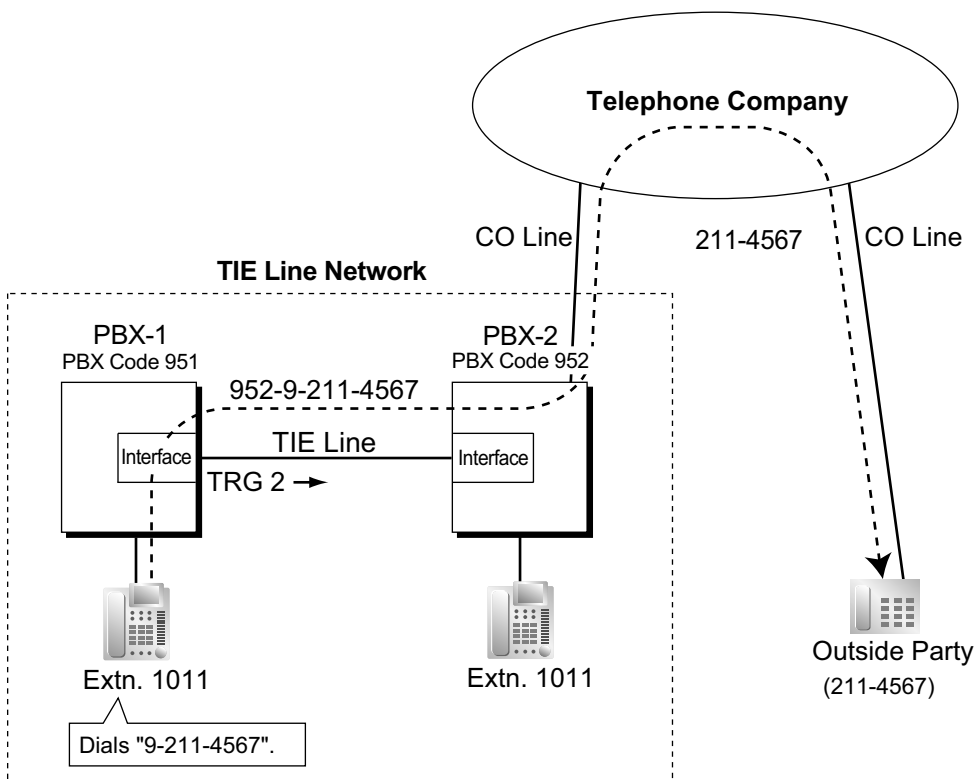 Telephone Company
CO Line
211-4567
CO Line
TIE Line Network
PBX-1
PBX Code 951
PBX-2
PBX Code 952
952-9-211-4567
Interface
TIE Line
Interface
TRG 2 →
Extn. 1011
Extn. 1011
Outside Party
(211-4567)
Dials "9-211-4567".